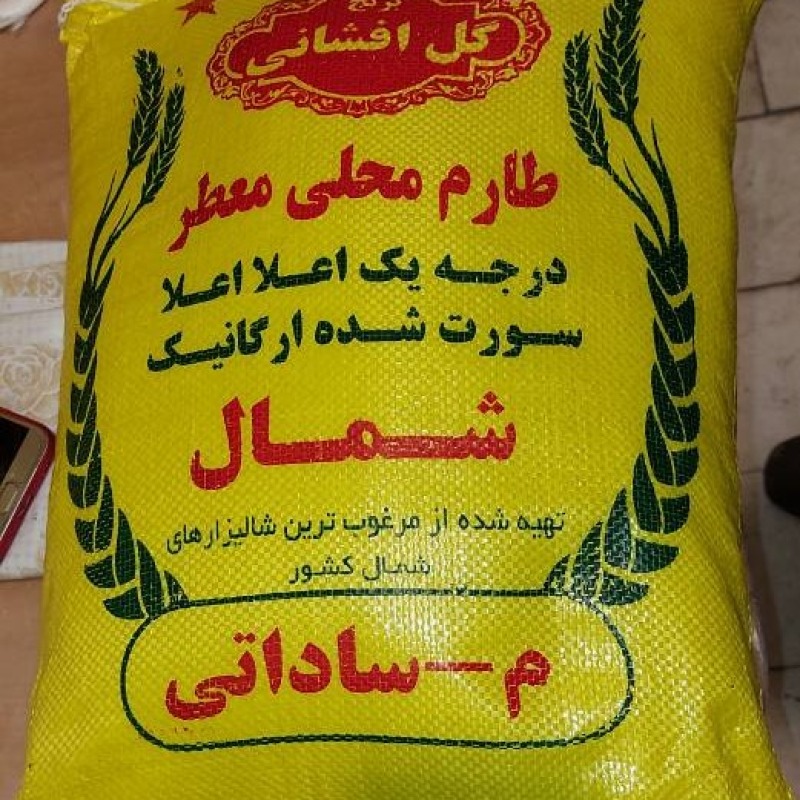 برنج
گل افشانی
طارم محلی معطر
درجه یک اعلا اعلا
سورت شده ارگانیک
شمال
تهیه شده از مرغوب ترین شالیزارهای
شمال کشور
م-ساداتی